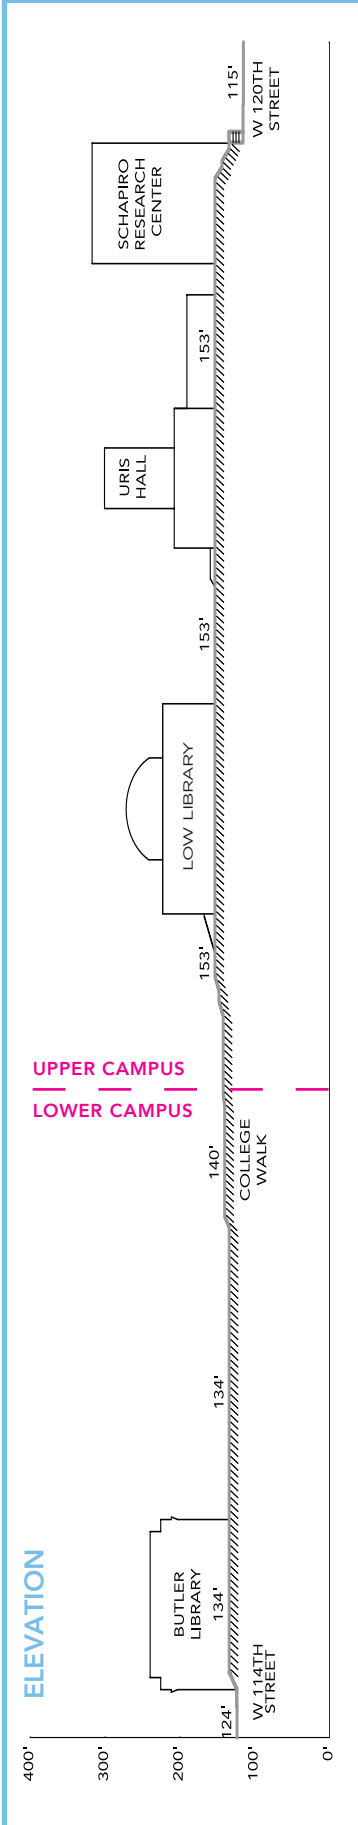 ELEVATION
400'
300'
200'
100'
0'
124'
W 114TH
STREET
BUTLER
LIBRARY
134'
134'
140'
COLLEGE
WALK
LOWER CAMPUS
UPPER CAMPUS
153'
LOW LIBRARY
153'
URIS
HALL
153'
SCHAPIRO
RESEARCH
CENTER
115'
W 120TH
STREET